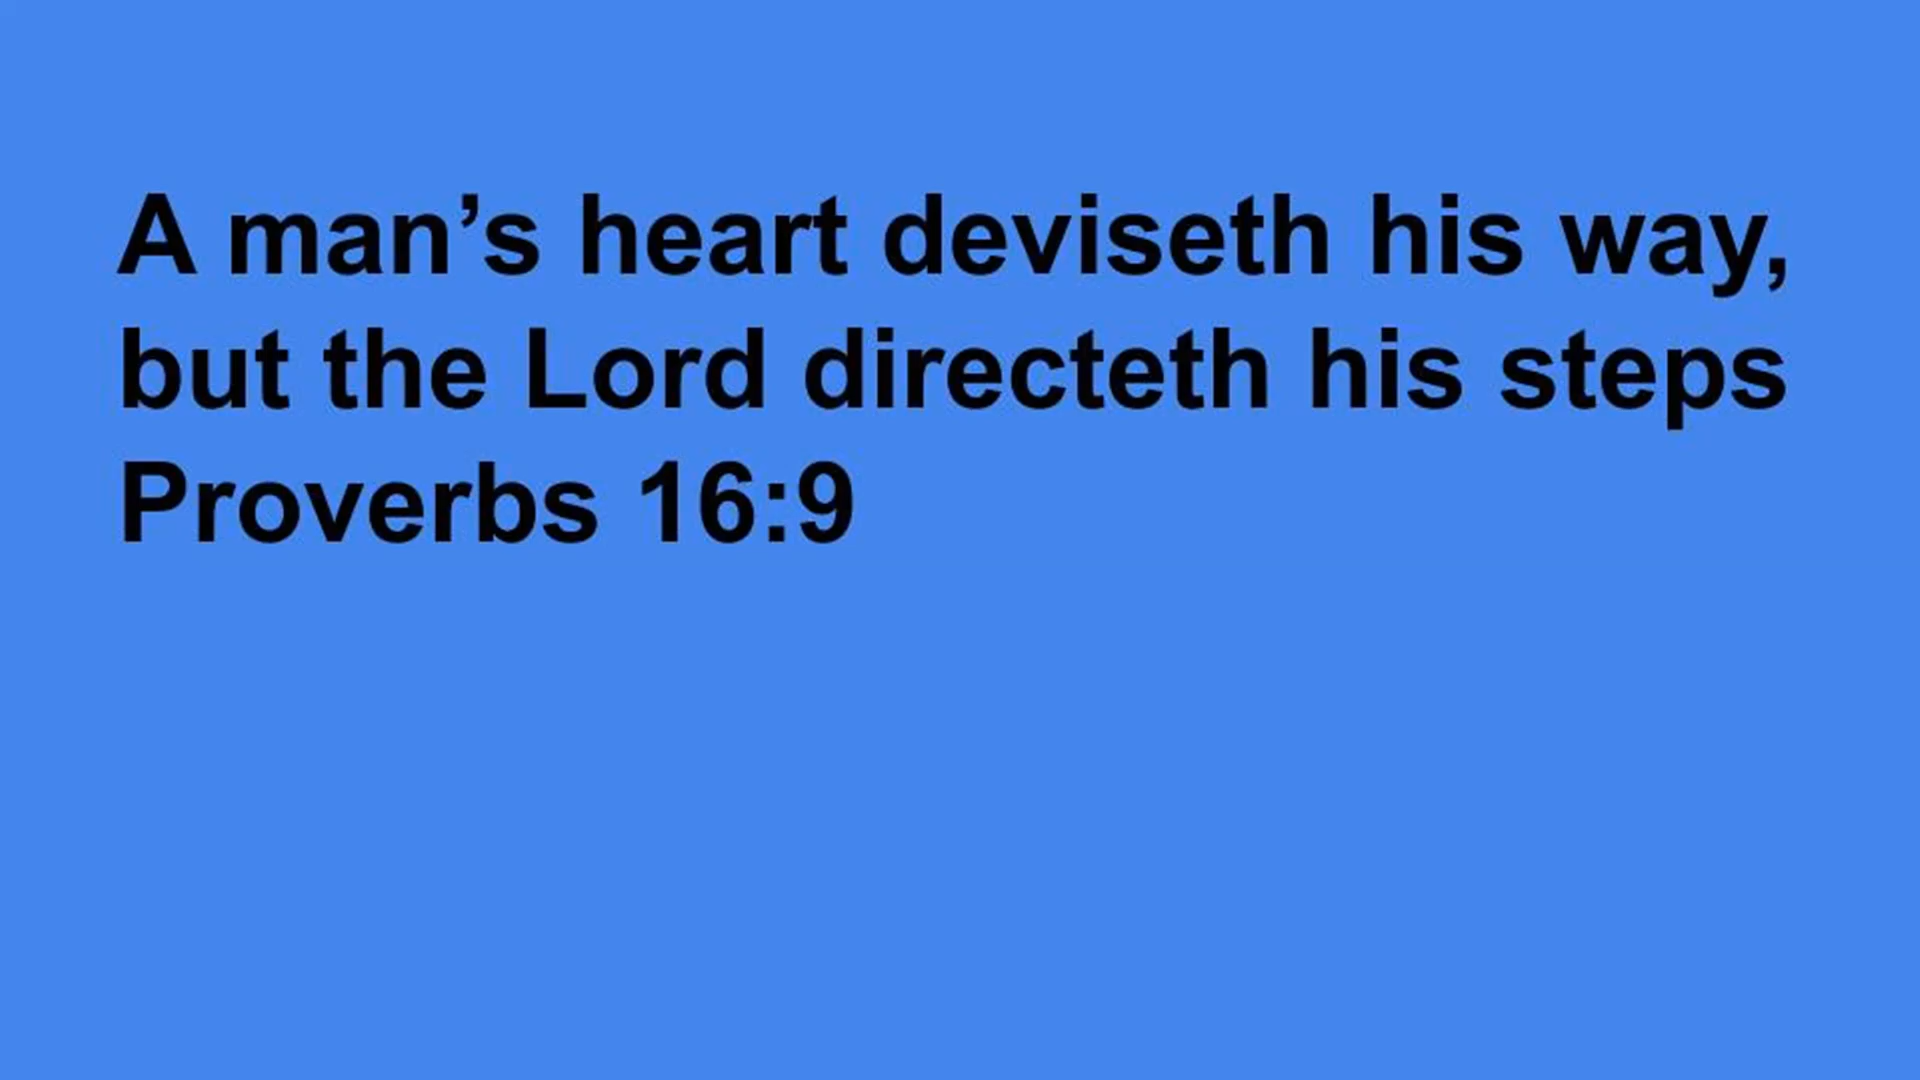 A man’s heart deviseth his way,
but the Lord directeth his steps
Proverbs 16:9